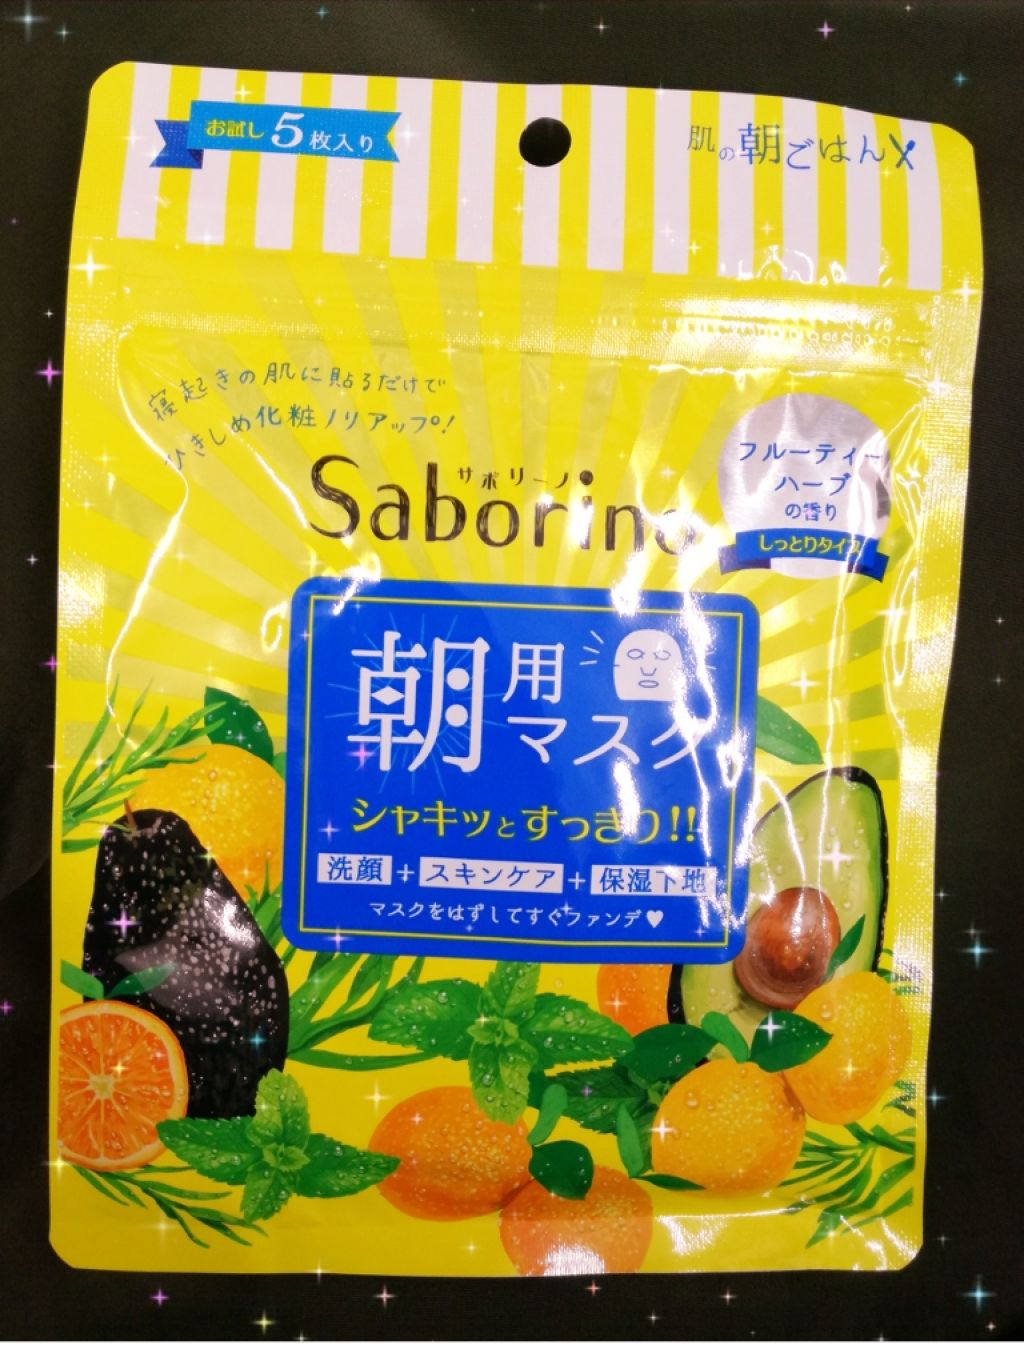 お試し5枚入り
肌の朝ごはん
寝起きの肌に貼るだけで
ひきしめ化粧ノリアップ!
サボリーノ
Saborino
フルーティー
ハーブ
の香り
しっとりタイプ
朝用
マスク
シャキッとすっきり!!
洗顔+スキンケア+保湿下地
マスクをはずしてすぐファンデ♥